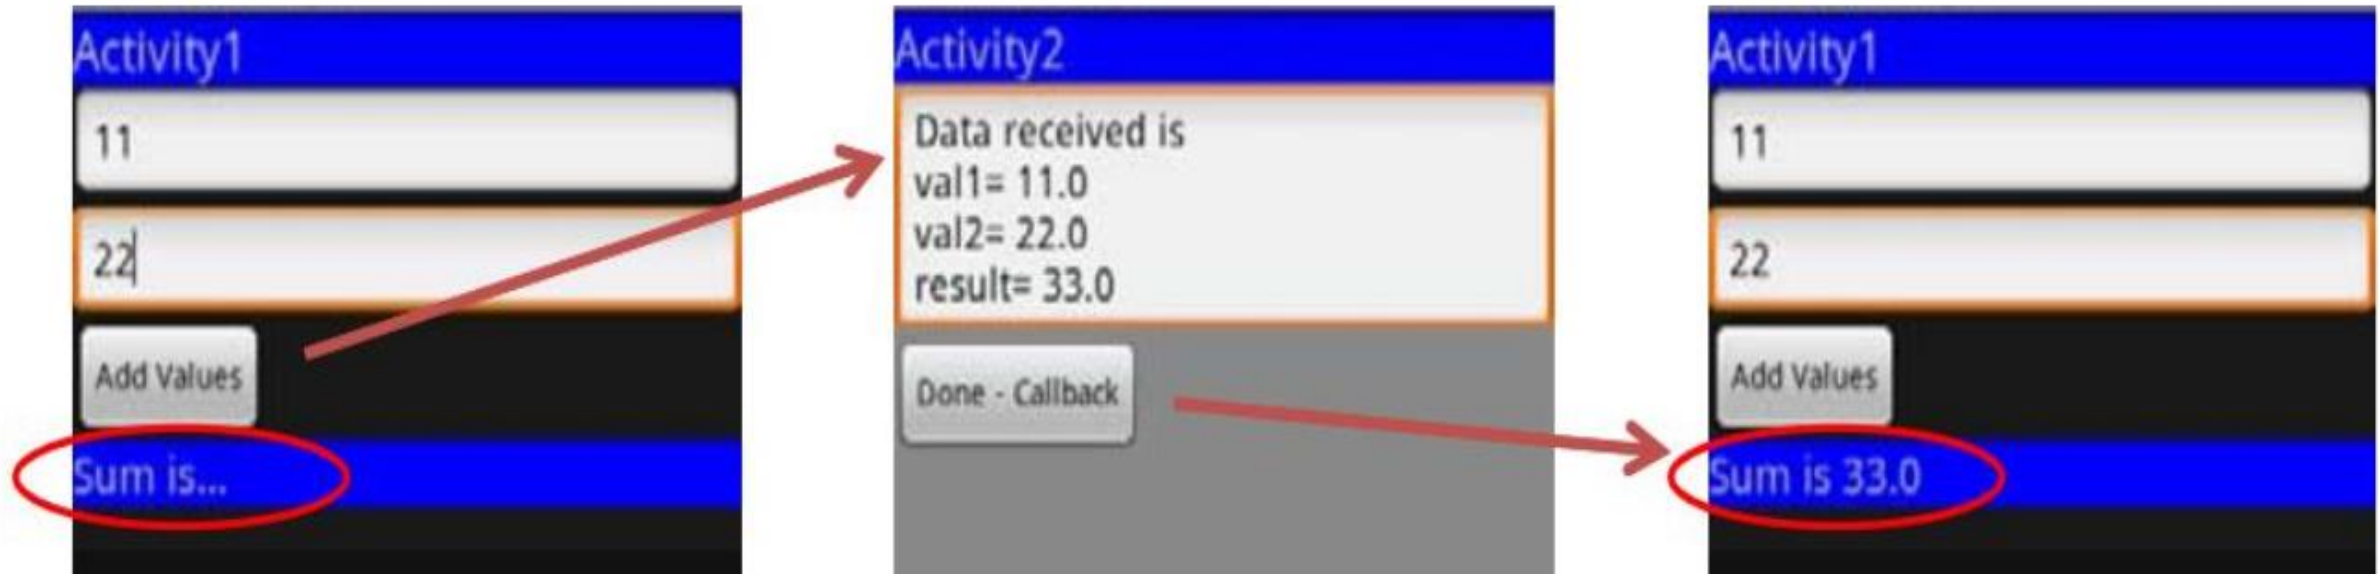 Activity1
11
22
Add Values
Sum is...
Activity2
Data received is
val1= 11.0
val2= 22.0
result= 33.0
Done - Callback
Activity1
11
22
Add Values
Sum is 33.0